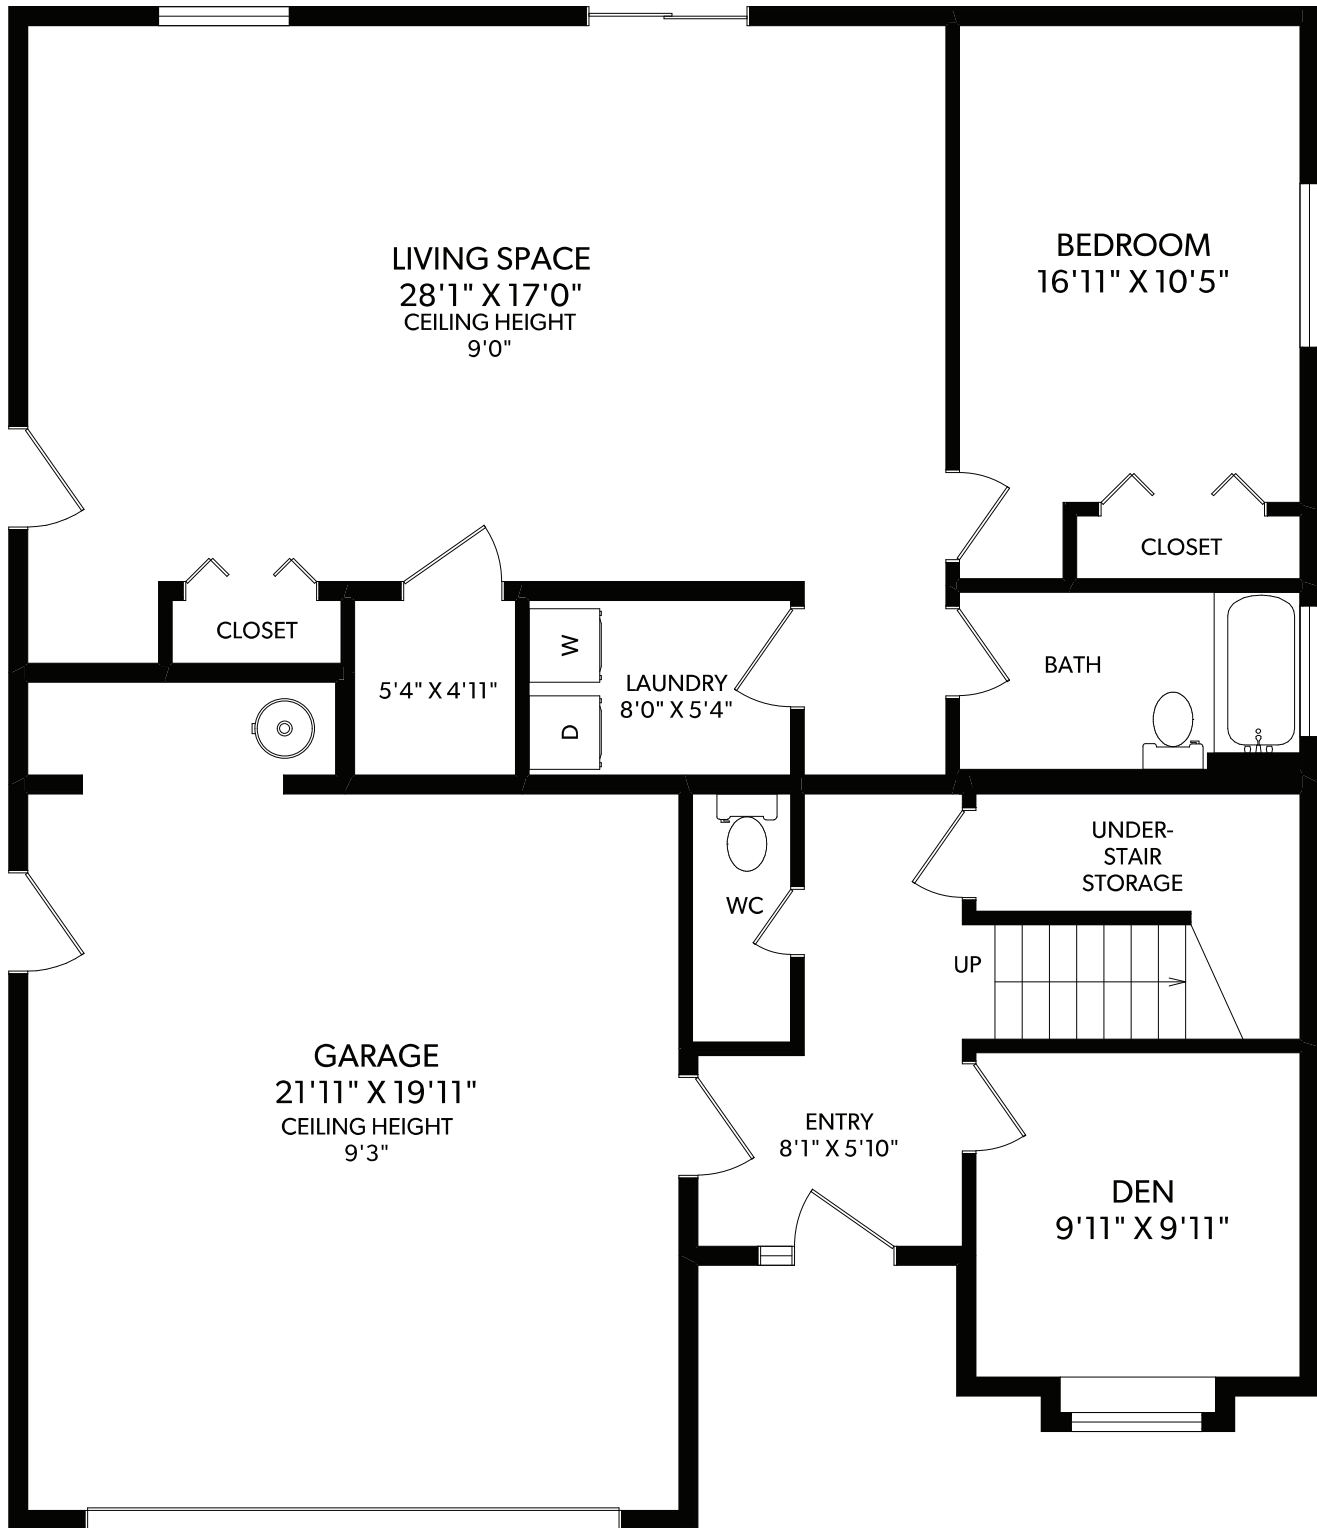 LIVING SPACE
28'1" X 17'0"
CEILING HEIGHT
9'0"
BEDROOM
16'11" X 10'5"
CLOSET
CLOSET
5'4" X 4'11"
W
D
LAUNDRY
8'0" X 5'4"
BATH
UNDER-
STAIR
STORAGE
WC
UP
GARAGE
21'11" X 19'11"
CEILING HEIGHT
9'3"
ENTRY
8'1" X 5'10"
DEN
9'11" X 9'11"